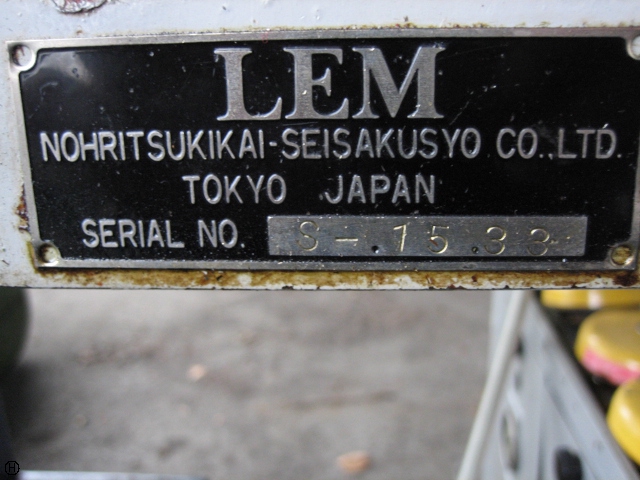 LEM
NOHRITSUKIKAI-SEISAKUSYO CO.,LTD.
TOKYO JAPAN
SERIAL NO. S-1533
H